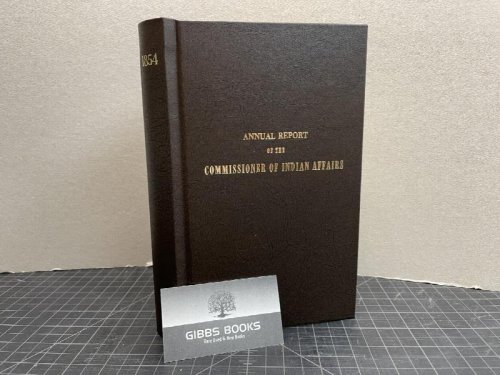 1854
ANNUAL REPORT
OF THE
COMMISSIONER OF INDIAN AFFAIRS
GIBBS BOOKS
Rare Used & New Books